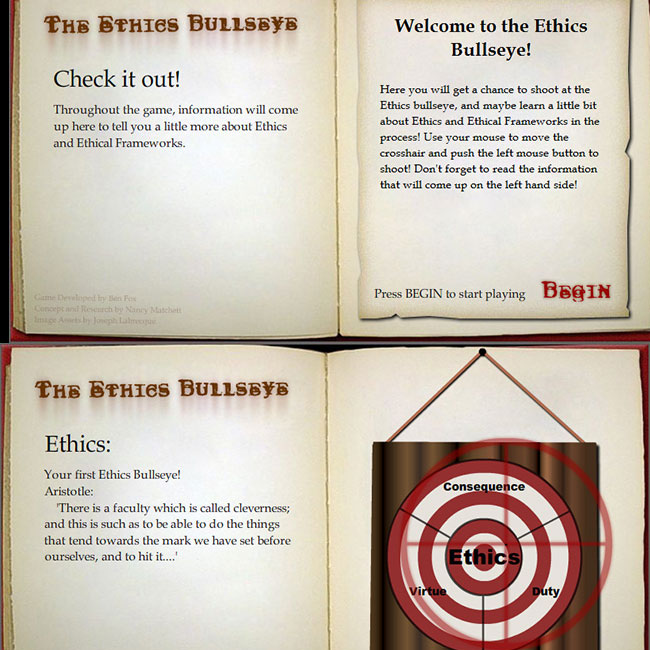 The Ethics Bullseye
Check it out!
Throughout the game, information will come
up here to tell you a little more about Ethics
and Ethical Frameworks.
Game Developed by Ben Fox
Concept and Research by Nancy Matchett
Image Assets by Joseph Labrecque
Welcome to the Ethics
Bullseye!
Here you will get a chance to shoot at the
Ethics bullseye, and maybe learn a little bit
about Ethics and Ethical Frameworks in the
process! Use your mouse to move the
crosshair and push the left mouse button to
shoot! Don't forget to read the information
that will come up on the left hand side!
Press BEGIN to start playing
Begin
The Ethics Bullseye
Ethics:
Your first Ethics Bullseye!
Aristotle:
'There is a faculty which is called cleverness;
and this is such as to be able to do the things
that tend towards the mark we have set before
ourselves, and to hit it....'
Consequence
Ethics
Virtue
Duty